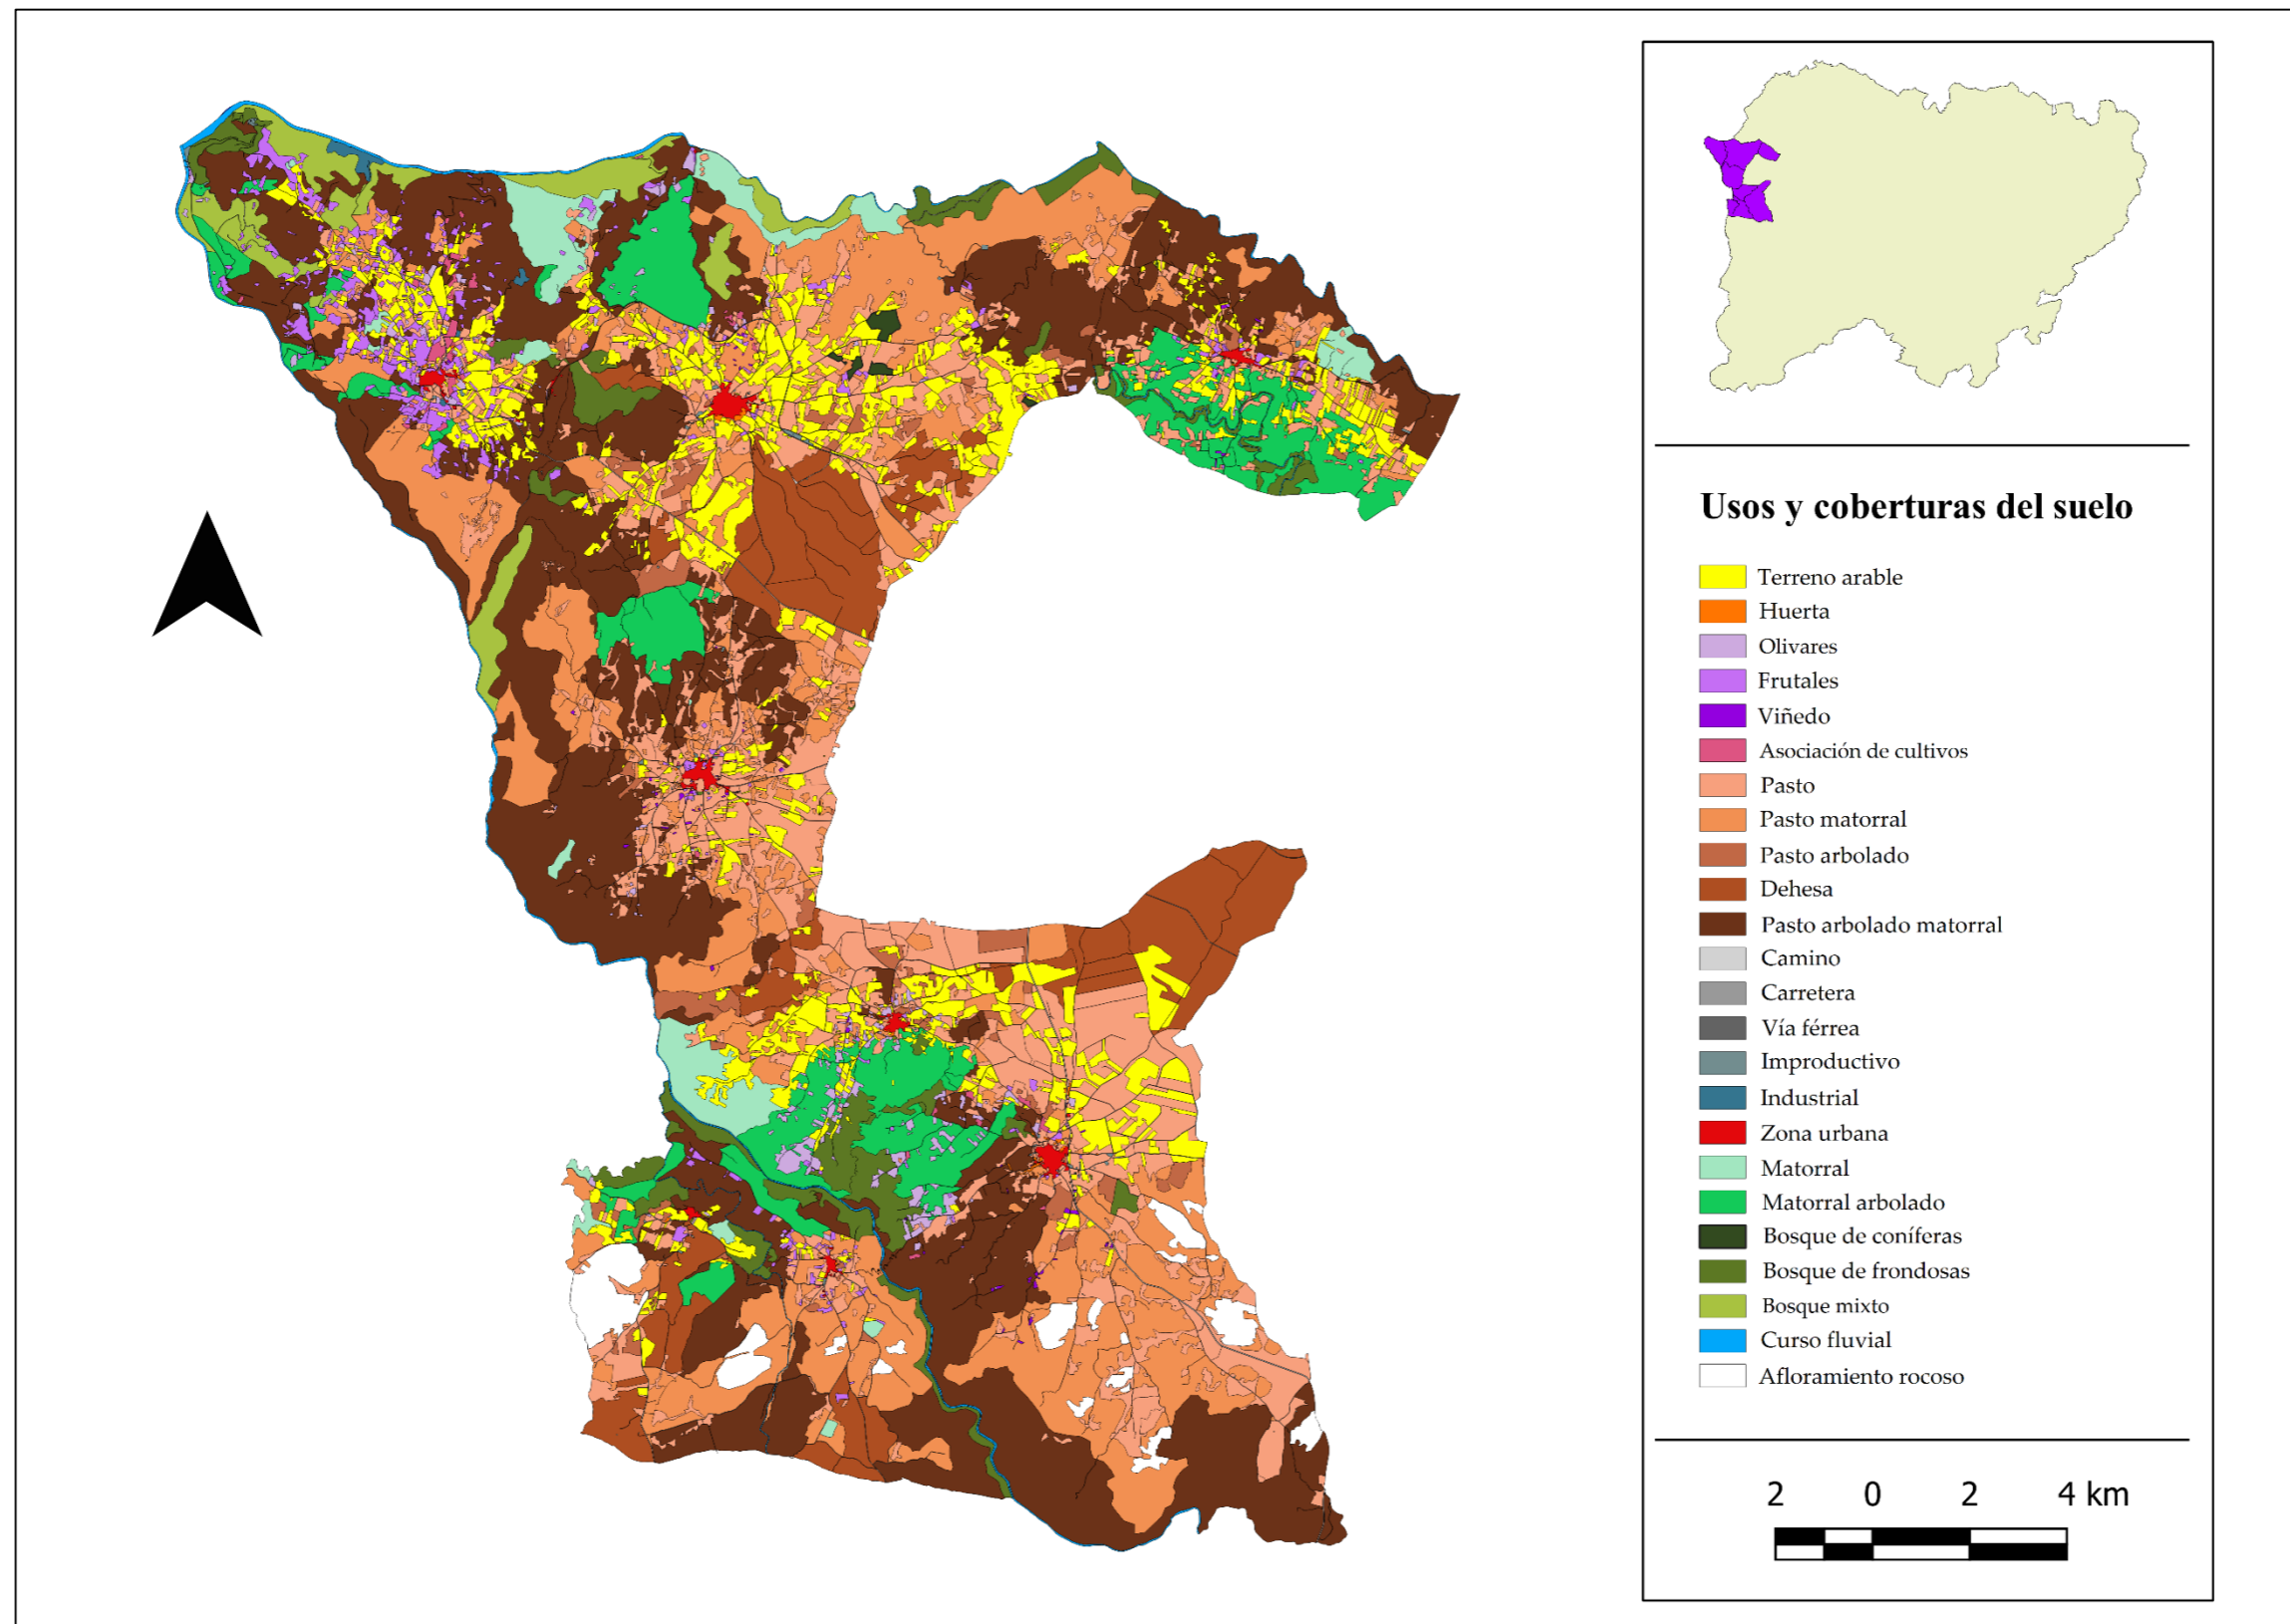 Usos y coberturas del suelo
Terreno arable
Huerta
Olivares
Frutales
Viñedo
Asociación de cultivos
Pasto
Pasto matorral
Pasto arbolado
Dehesa
Pasto arbolado matorral
Camino
Carretera
Vía férrea
Improductivo
Industrial
Zona urbana
Matorral
Matorral arbolado
Bosque de coníferas
Bosque de frondosas
Bosque mixto
Curso fluvial
Afloramiento rocoso
2 0 2 4 km